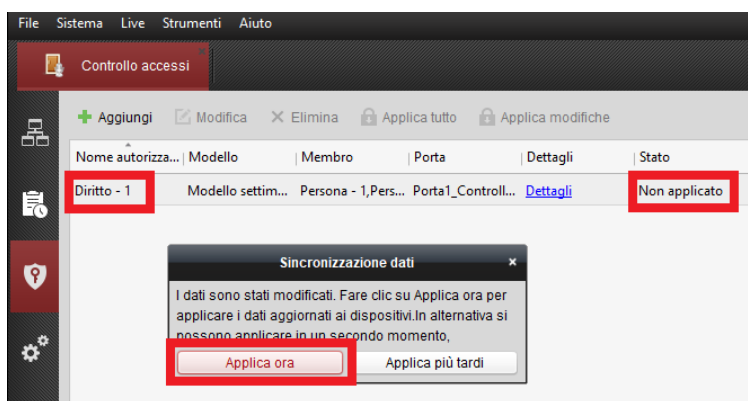 File Sistema Live Strumenti Aiuto
Controllo accessi
Aggiungi Modifica Elimina Applica tutto Applica modifiche
Nome autorizza... Modello Membro Porta Dettagli Stato
Diritto - 1 Modello settim... Persona - 1,Pers... Porta1_Controll... Dettagli Non applicato
Sincronizzazione dati
I dati sono stati modificati. Fare clic su Applica ora per
applicare i dati aggiornati ai dispositivi.In alternativa si
possono applicare in un secondo momento,
Applica ora Applica più tardi